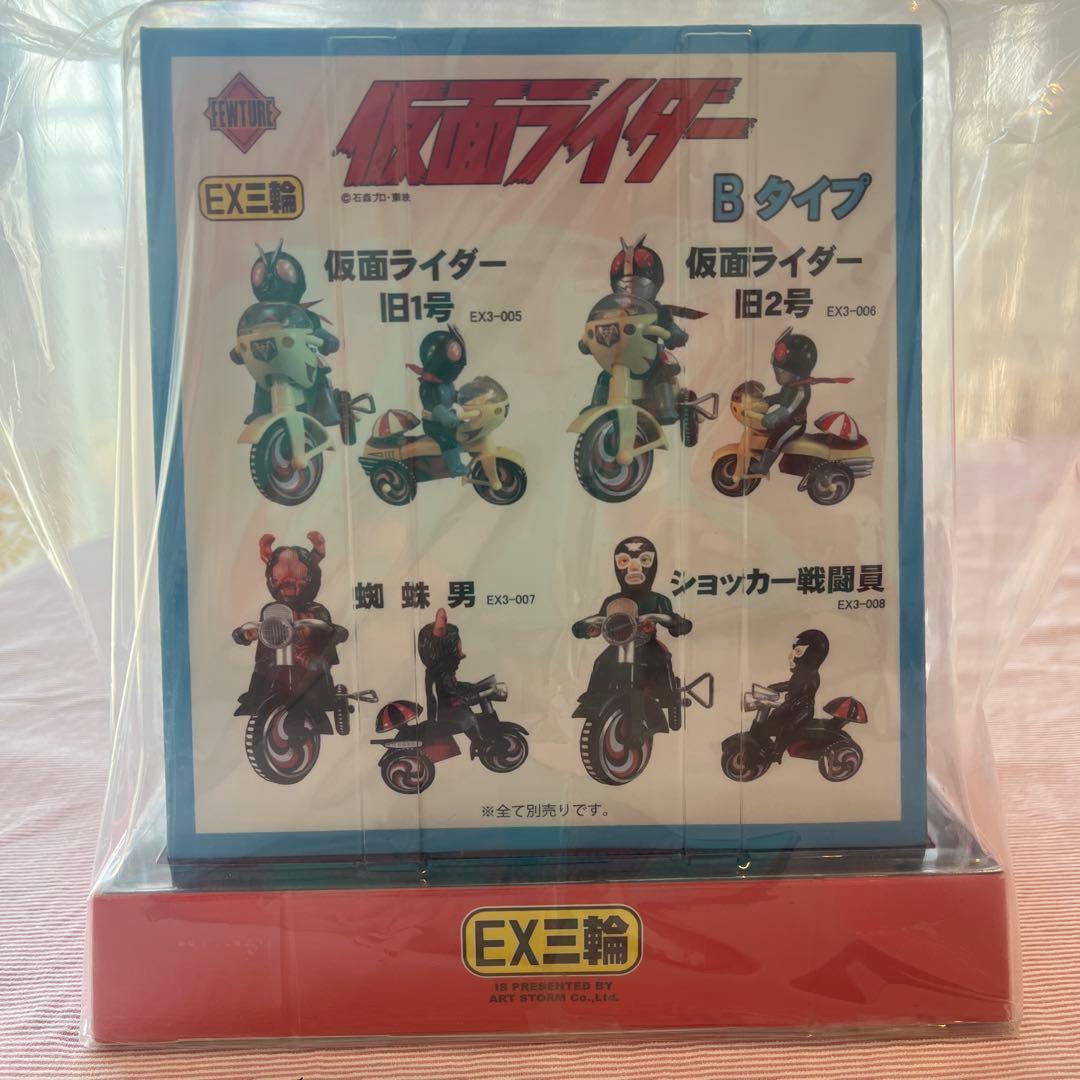 FEWTURE
仮面ライダー
EX三輪
©石森プロ・東映
Bタイプ
仮面ライダー
旧1号 EX3-005
仮面ライダー
旧2号 EX3-006
蜘蛛男 EX3-007
ショッカー戦闘員
EX3-008
※全て別売りです。
EX三輪
IS PRESENTED BY
ART STORM Co.,Ltd.